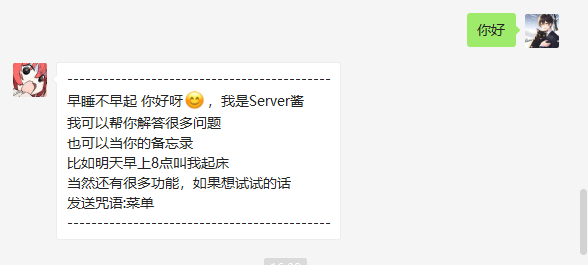 你好
早睡不早起 你好呀😊，我是Server酱
我可以帮你解答很多问题
也可以当你的备忘录
比如明天早上8点叫我起床
当然还有很多功能，如果想试试的话
发送咒语:菜单